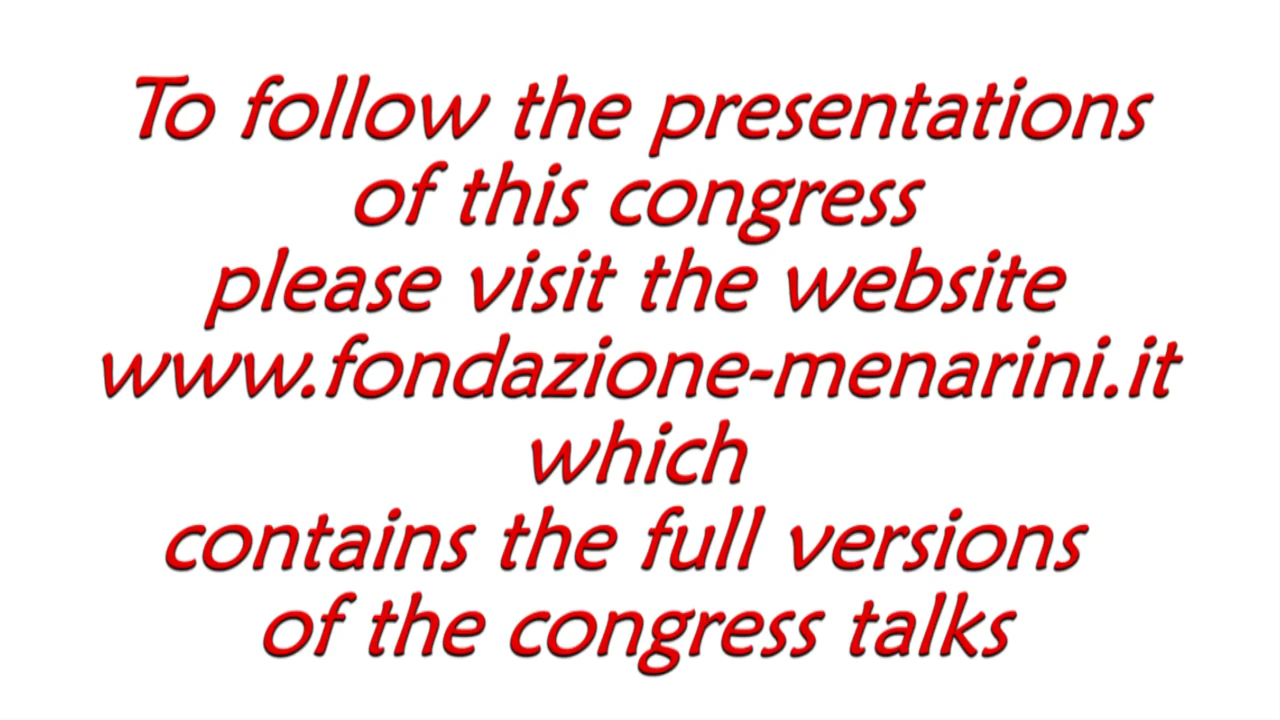 To follow the presentations
of this congress
please visit the website
www.fondazione-menarini.it
which
contains the full versions
of the congress talks